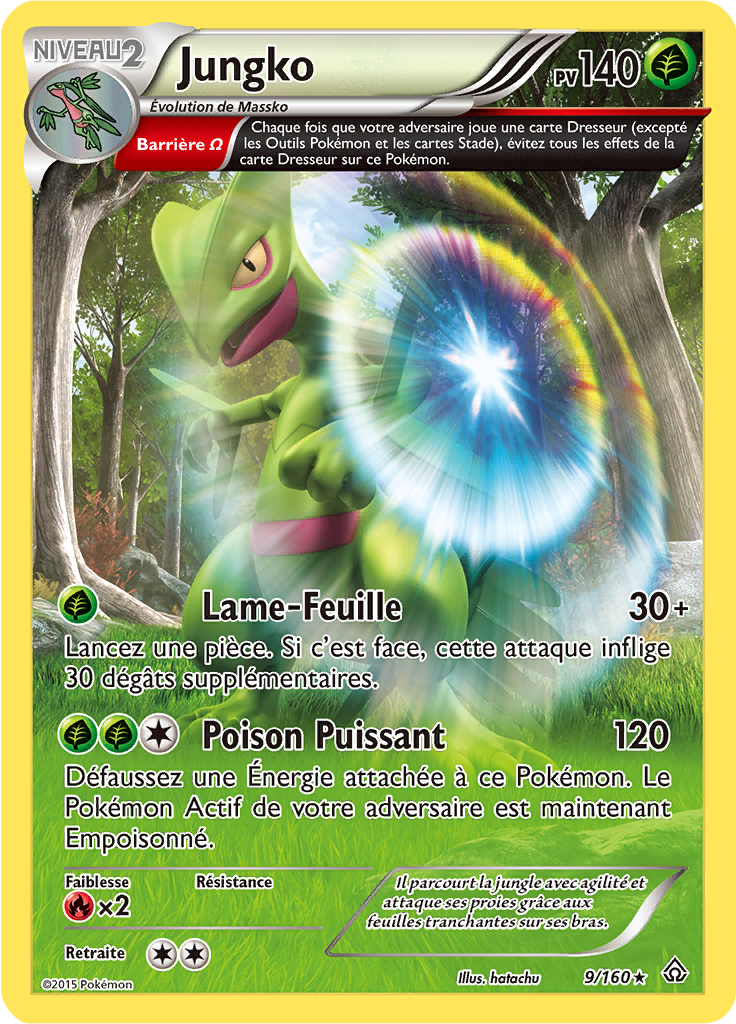 NIVEAU2
Jungko
PV140
Évolution de Massko
Barrière Ω
Chaque fois que votre adversaire joue une carte Dresseur (excepté
les Outils Pokémon et les cartes Stade), évitez tous les effets de la
carte Dresseur sur ce Pokémon.
Lame-Feuille 30+
Lancez une pièce. Si c'est face, cette attaque inflige
30 dégâts supplémentaires.
Poison Puissant 120
Défaussez une Énergie attachée à ce Pokémon. Le
Pokémon Actif de votre adversaire est maintenant
Empoisonné.
Faiblesse Résistance
×2
Retraite
Il parcourt la jungle avec agilité et
attaque ses proies grâce aux
feuilles tranchantes sur ses bras.
©2015 Pokémon Illus. hatachu 9/160★